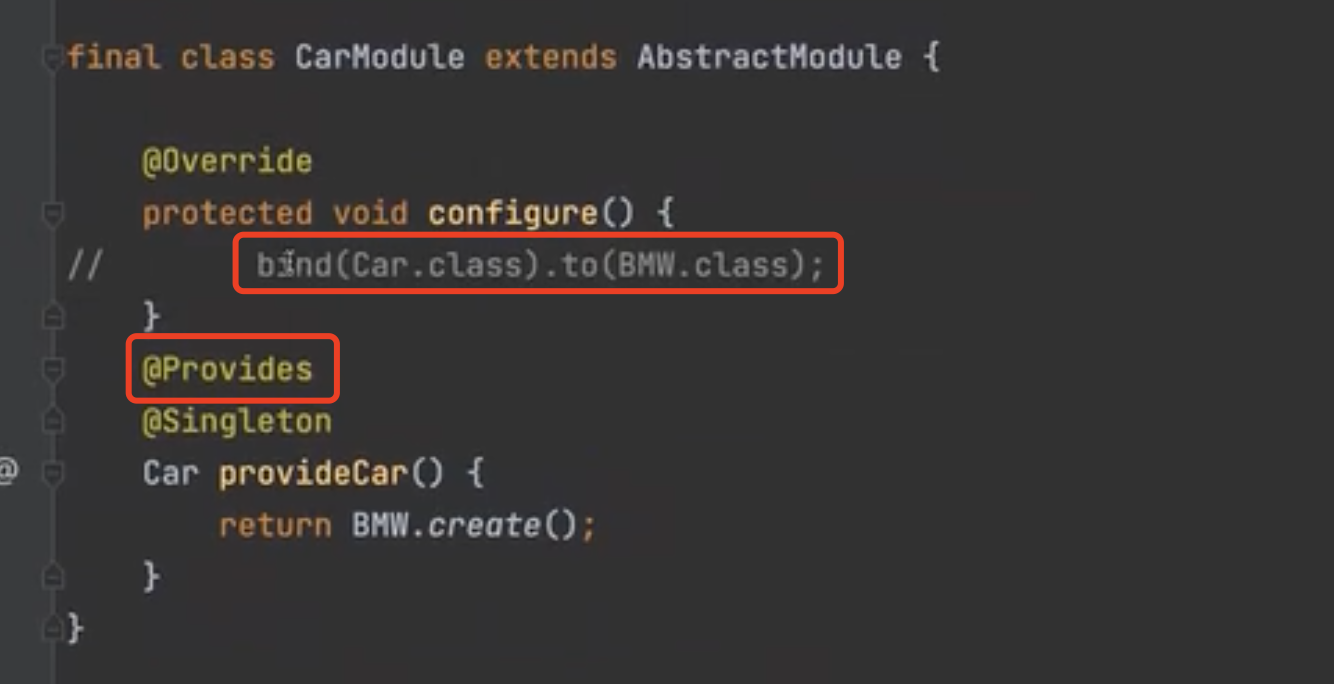 final class CarModule extends AbstractModule {
@Override
protected void configure() {
// bind(Car.class).to(BMW.class);
}
@Provides
@Singleton
@ Car provideCar() {
return BMW.create();
}
}